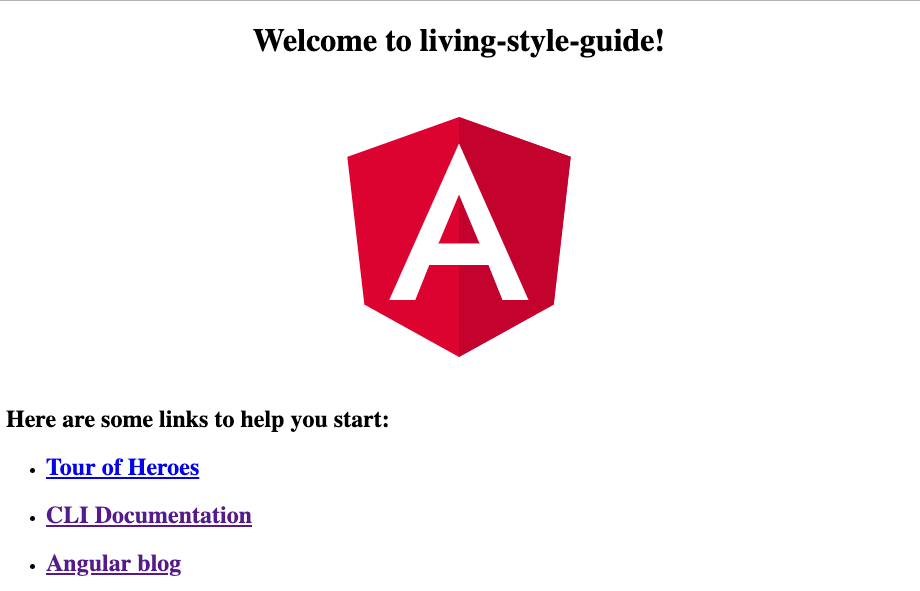 Welcome to living-style-guide!
A
Here are some links to help you start:
Tour of Heroes
CLI Documentation
Angular blog